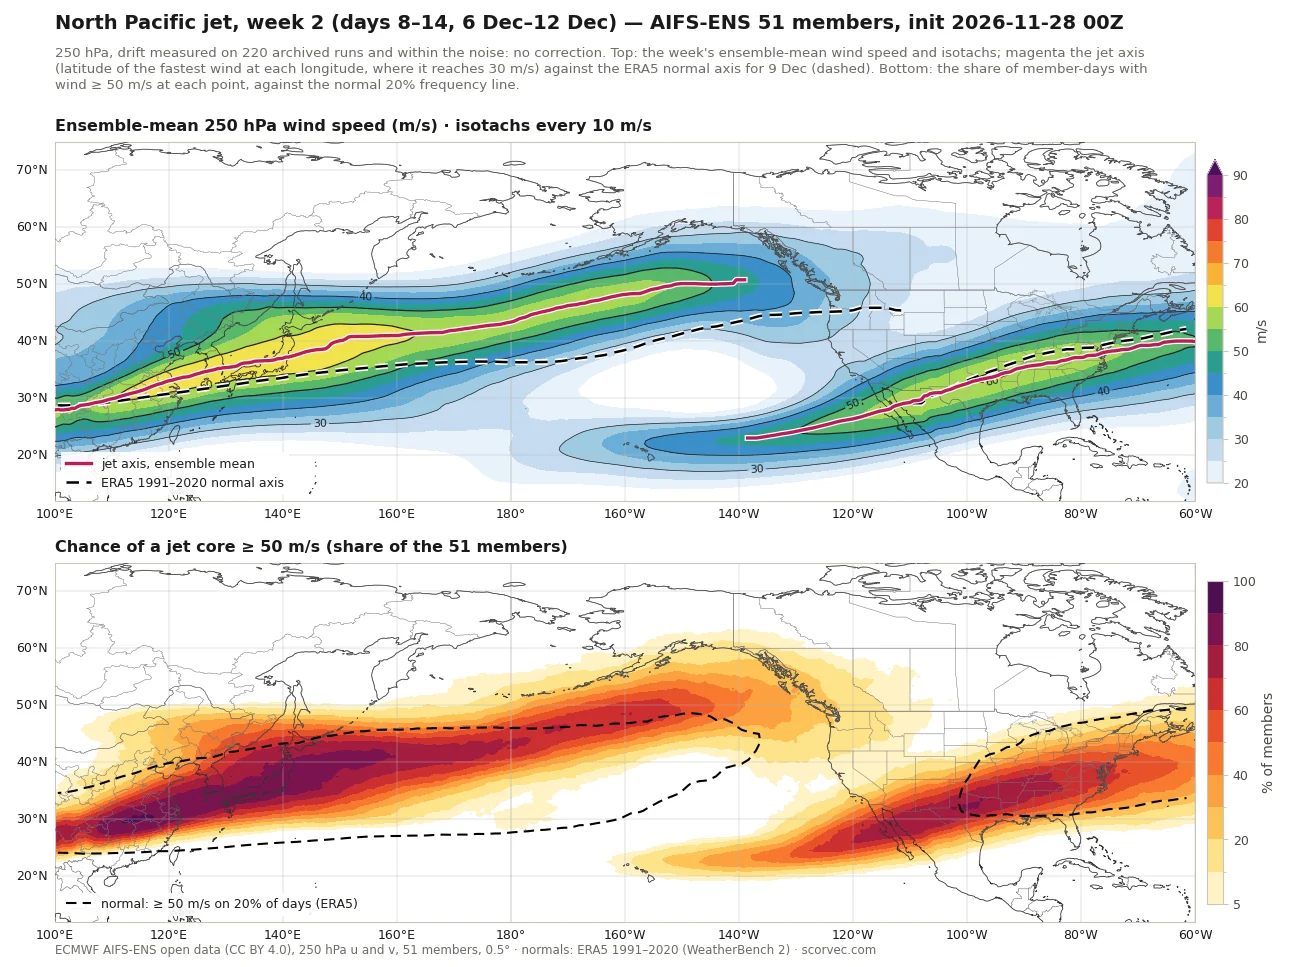 North Pacific jet, week 2 (days 8–14, 6 Dec–12 Dec) — AIFS-ENS 51 members, init 2026-11-28 00Z
250 hPa, drift measured on 220 archived runs and within the noise: no correction. Top: the week's ensemble-mean wind speed and isotachs; magenta the jet axis
(latitude of the fastest wind at each longitude, where it reaches 30 m/s) against the ERA5 normal axis for 9 Dec (dashed). Bottom: the share of member-days with
wind ≥ 50 m/s at each point, against the normal 20% frequency line.
Ensemble-mean 250 hPa wind speed (m/s) · isotachs every 10 m/s
70°N
60°N
50°N
40°N
30°N
20°N
40
50
30
50
30
40
jet axis, ensemble mean
ERA5 1991–2020 normal axis
100°E 120°E 140°E 160°E 180° 160°W 140°W 120°W 100°W 80°W 60°W
90
80
70
60
50
40
30
20
m/s
Chance of a jet core ≥ 50 m/s (share of the 51 members)
70°N
60°N
50°N
40°N
30°N
20°N
normal: ≥ 50 m/s on 20% of days (ERA5)
100°E 120°E 140°E 160°E 180° 160°W 140°W 120°W 100°W 80°W 60°W
100
80
60
40
20
5
% of members
ECMWF AIFS-ENS open data (CC BY 4.0), 250 hPa u and v, 51 members, 0.5° · normals: ERA5 1991–2020 (WeatherBench 2) · scorvec.com